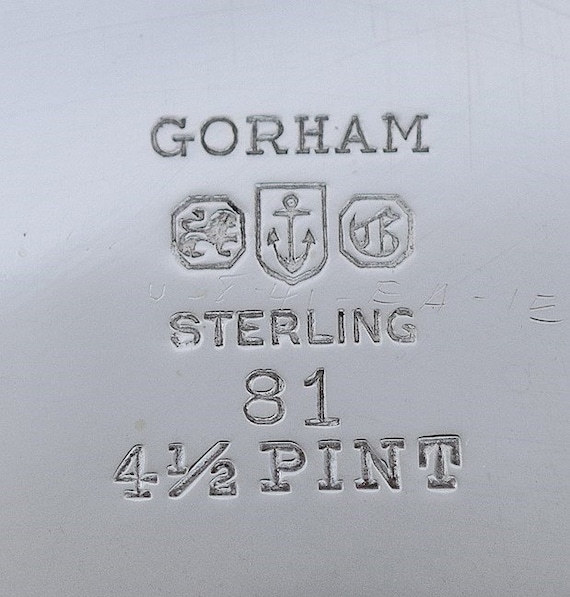 GORHAM
G
STERLING
81
4½ PINT